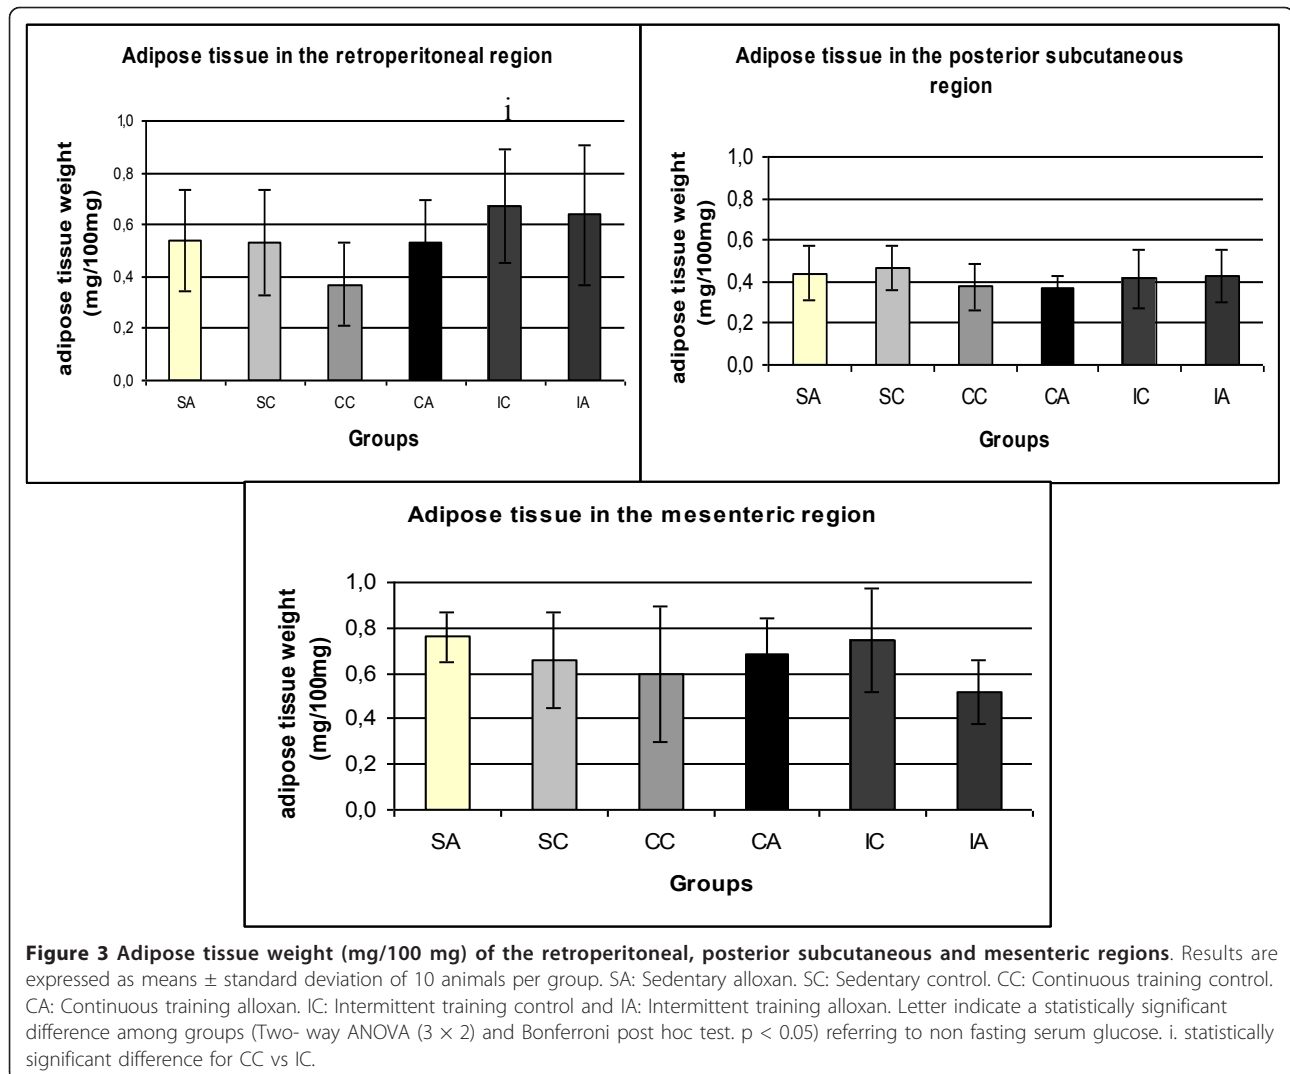 Adipose tissue in the retroperitoneal region
i
adipose tissue weight
(mg/100mg)
1,0
0,8
0,6
0,4
0,2
0,0
SA SC CC CA IC IA
Groups
Adipose tissue in the posterior subcutaneous
region
adipose tissue weight
(mg/100mg)
1,0
0,8
0,6
0,4
0,2
0,0
SA SC CC CA IC IA
Groups
Adipose tissue in the mesenteric region
adipose tissue weight
(mg/100mg)
1,0
0,8
0,6
0,4
0,2
0,0
SA SC CC CA IC IA
Groups
Figure 3 Adipose tissue weight (mg/100 mg) of the retroperitoneal, posterior subcutaneous and mesenteric regions. Results are
expressed as means ± standard deviation of 10 animals per group. SA: Sedentary alloxan. SC: Sedentary control. CC: Continuous training control.
CA: Continuous training alloxan. IC: Intermittent training control and IA: Intermittent training alloxan. Letter indicate a statistically significant
difference among groups (Two- way ANOVA (3 × 2) and Bonferroni post hoc test. p < 0.05) referring to non fasting serum glucose. i. statistically
significant difference for CC vs IC.